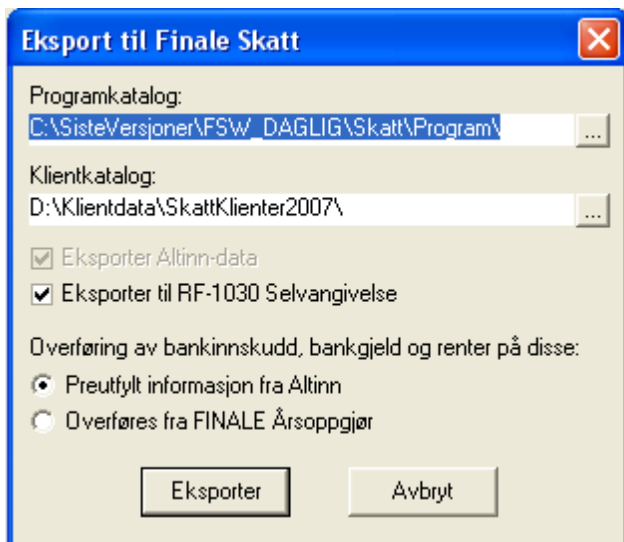 Eksport til Finale Skatt
Programkatalog:
C:\SisteVersjoner\FSW_DAGLIG\Skatt\Program\
...
Klientkatalog:
D:\Klientdata\SkattKlienter2007\
...
Eksporter Altinn-data
Eksporter til RF-1030 Selvangivelse
Overføring av bankinnskudd, bankgjeld og renter på disse:
Preutfylt informasjon fra Altinn
Overføres fra FINALE Årsoppgjør
Eksporter Avbryt